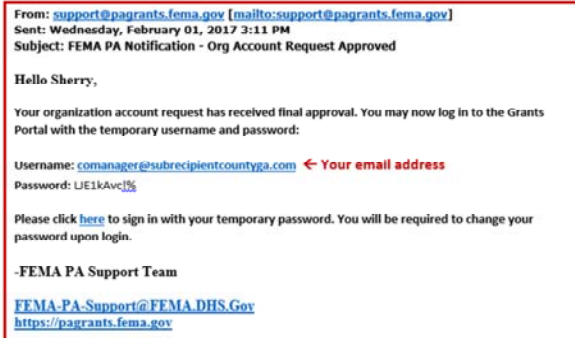 From: support@pagrants.fema.gov [mailto:support@pagrants.fema.gov]
Sent: Wednesday, February 01, 2017 3:11 PM
Subject: FEMA PA Notification - Org Account Request Approved
Hello Sherry,
Your organization account request has received final approval. You may now log in to the Grants
Portal with the temporary username and password:
Username: comanager@subrecipientcountyga.com ← Your email address
Password:
Please click here to sign in with your temporary password. You will be required to change your
password upon login.
-FEMA PA Support Team
FEMA-PA-Support@FEMA.DHS.Gov
https://pagrants.fema.gov